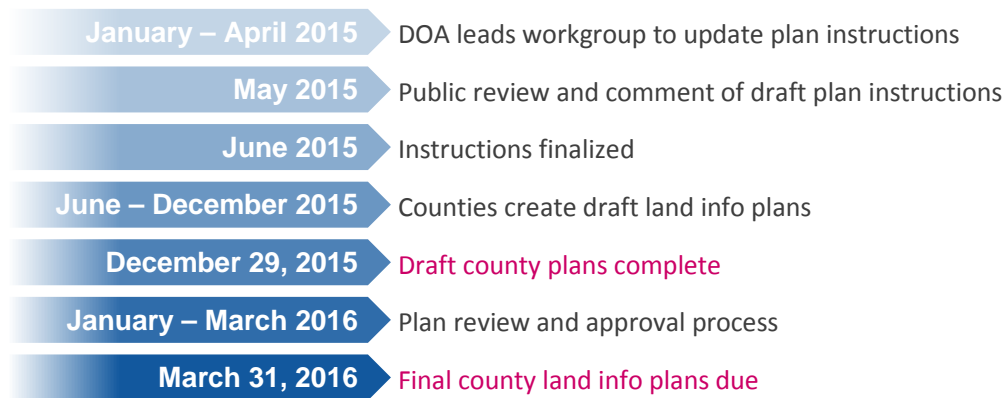 January – April 2015 DOA leads workgroup to update plan instructions
May 2015 Public review and comment of draft plan instructions
June 2015 Instructions finalized
June – December 2015 Counties create draft land info plans
December 29, 2015 Draft county plans complete
January – March 2016 Plan review and approval process
March 31, 2016 Final county land info plans due